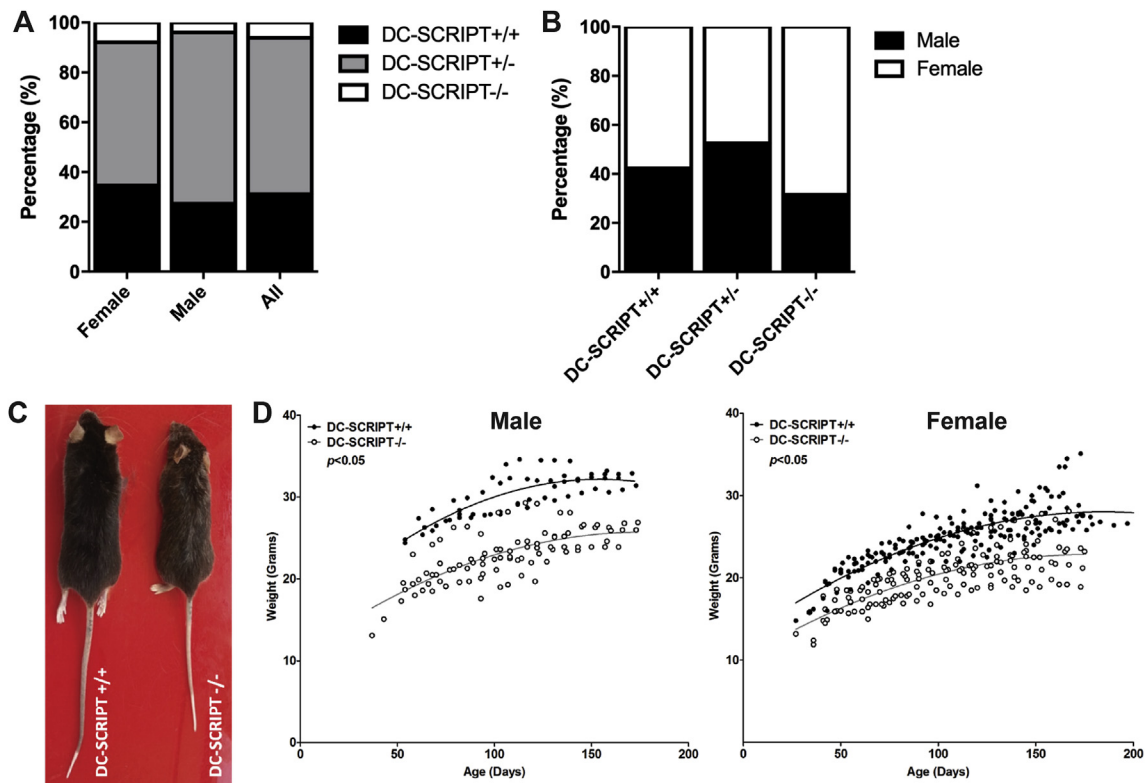 A
100
80
60
40
20
0
Percentage (%)
Female
Male
All
DC-SCRIPT+/+
DC-SCRIPT+/-
DC-SCRIPT-/-
B
100
80
60
40
20
0
Percentage (%)
DC-SCRIPT+/+
DC-SCRIPT+/-
DC-SCRIPT-/-
Male
Female
C
DC-SCRIPT +/+
DC-SCRIPT -/-
D
Male
DC-SCRIPT+/+
DC-SCRIPT-/-
p<0.05
40
30
20
10
0
Weight (Grams)
0
50
100
150
200
Age (Days)
Female
DC-SCRIPT+/+
DC-SCRIPT-/-
p<0.05
40
30
20
10
Weight (Grams)
50
100
150
200
Age (Days)